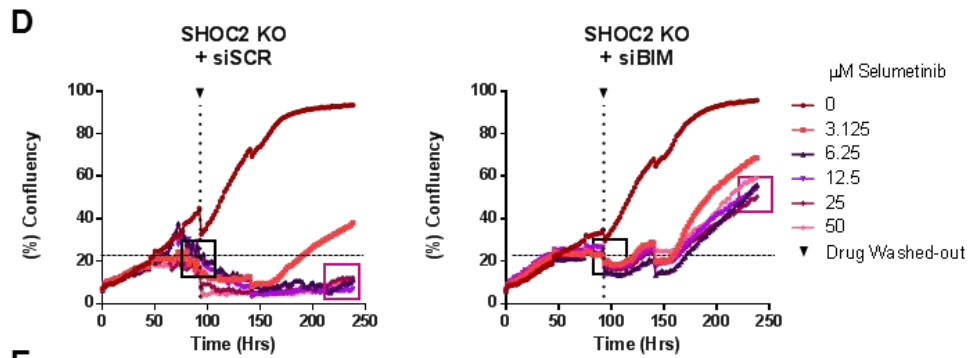 D
SHOC2 KO
+ siSCR
(%) Confluency
100
80
60
40
20
0
0 50 100 150 200 250
Time (Hrs)
SHOC2 KO
+ siBIM
(%) Confluency
100
80
60
40
20
0
0 50 100 150 200 250
Time (Hrs)
µM Selumetinib
0
3.125
6.25
12.5
25
50
Drug Washed-out